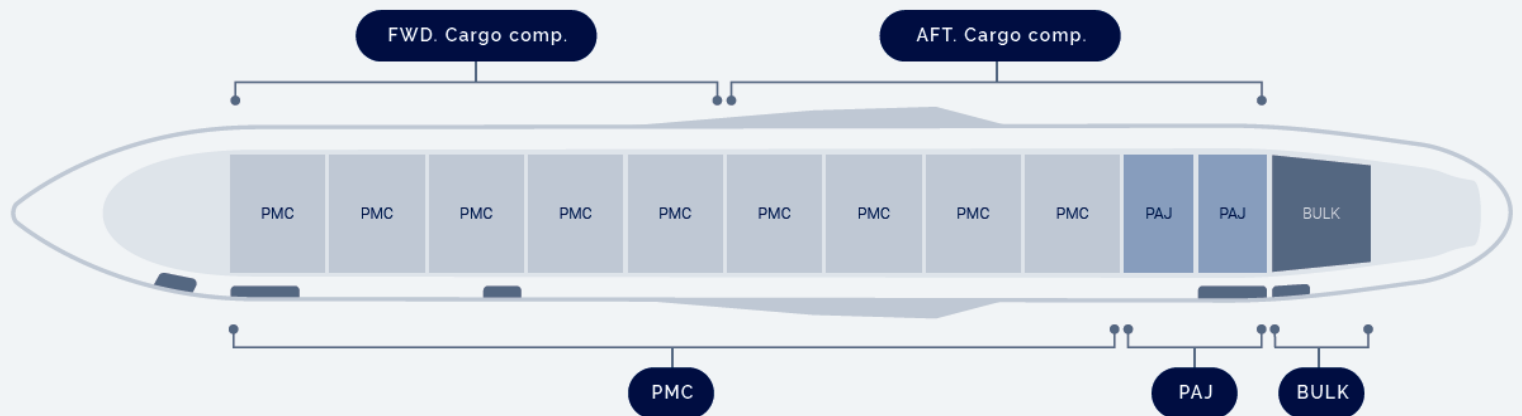 FWD. Cargo comp.
AFT. Cargo comp.
PMC PMC PMC PMC PMC PMC PMC PMC PMC PAJ PAJ BULK
PMC
PAJ
BULK